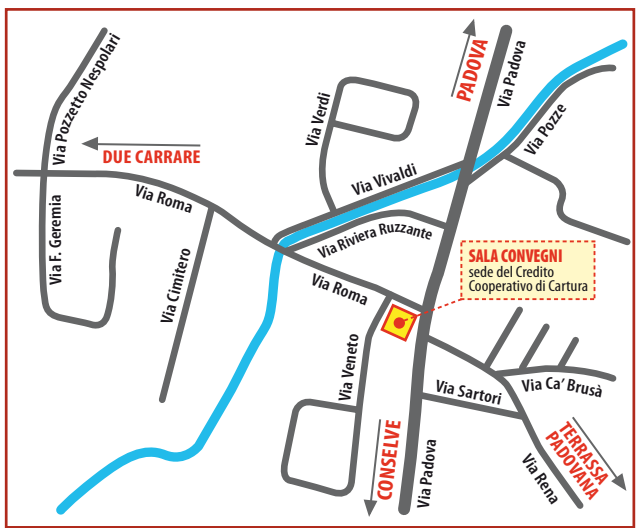 Via Pozzetto Nespolari
DUE CARRARE
Via Roma
Via F. Geremia
Via Cimitero
Via Verdi
Via Vivaldi
PADOVA
Via Padova
Via Pozze
Via Riviera Ruzzante
Via Roma
SALA CONVEGNI
sede del Credito
Cooperativo di Cartura
Via Veneto
CONSELVE
Via Padova
Via Sartori
Via Ca' Brusà
Via Rena
TERRASSA
PADOVANA